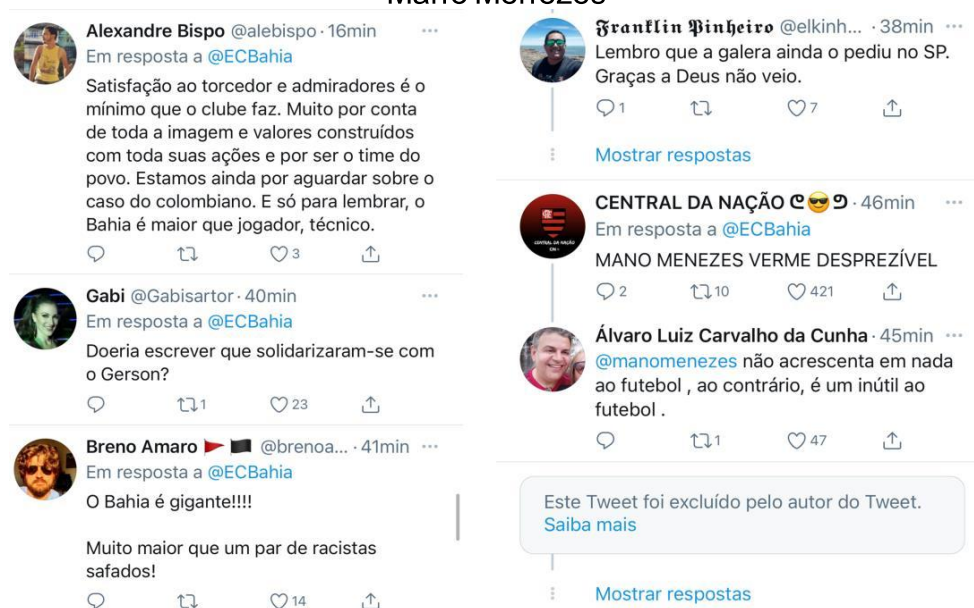 Mano Menezes
Alexandre Bispo @alebispo · 16min
Em resposta a @ECBahia
Satisfação ao torcedor e admiradores é o
mínimo que o clube faz. Muito por conta
de toda a imagem e valores construídos
com toda suas ações e por ser o time do
povo. Estamos ainda por aguardar sobre o
caso do colombiano. E só para lembrar, o
Bahia é maior que jogador, técnico.
3
Gabi @Gabisartor · 40min
Em resposta a @ECBahia
Doeria escrever que solidarizaram-se com
o Gerson?
1 23
Breno Amaro @brenoa... · 41min
Em resposta a @ECBahia
O Bahia é gigante!!!!
Muito maior que um par de racistas
safados!
14
𝕱𝖗𝖆𝖓𝖐𝖑𝖎𝖓 𝕻𝖎𝖓𝖍𝖊𝖎𝖗𝖔 @elkinh... · 38min
Lembro que a galera ainda o pediu no SP.
Graças a Deus não veio.
1 7
Mostrar respostas
CENTRAL DA NAÇÃO · 46min
Em resposta a @ECBahia
MANO MENEZES VERME DESPREZÍVEL
2 10 421
Álvaro Luiz Carvalho da Cunha · 45min
@manomenezes não acrescenta em nada
ao futebol , ao contrário, é um inútil ao
futebol .
1 47
Este Tweet foi excluído pelo autor do Tweet.
Saiba mais
Mostrar respostas